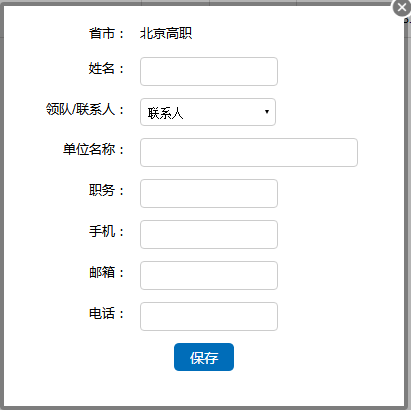 省市： 北京高职
姓名：
领队/联系人： 联系人
单位名称：
职务：
手机：
邮箱：
电话：
保存